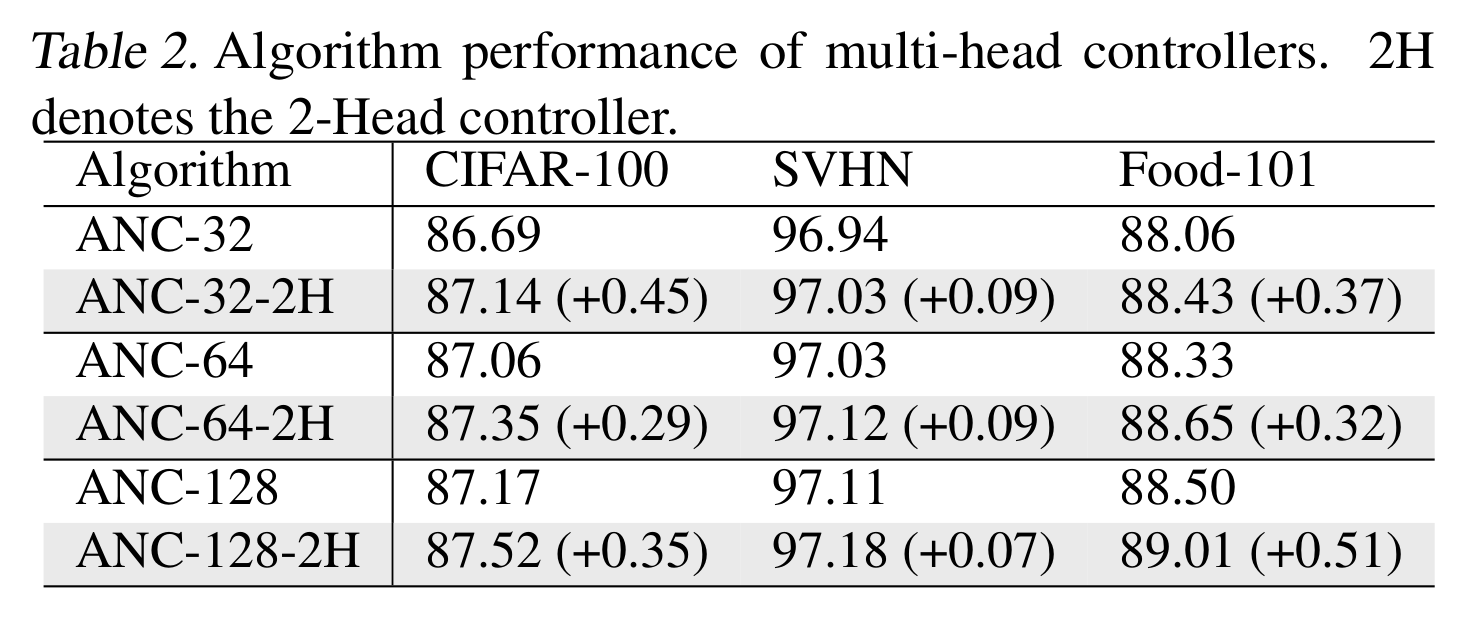 Table 2. Algorithm performance of multi-head controllers. 2H
denotes the 2-Head controller.
Algorithm CIFAR-100 SVHN Food-101
ANC-32 86.69 96.94 88.06
ANC-32-2H 87.14 (+0.45) 97.03 (+0.09) 88.43 (+0.37)
ANC-64 87.06 97.03 88.33
ANC-64-2H 87.35 (+0.29) 97.12 (+0.09) 88.65 (+0.32)
ANC-128 87.17 97.11 88.50
ANC-128-2H 87.52 (+0.35) 97.18 (+0.07) 89.01 (+0.51)